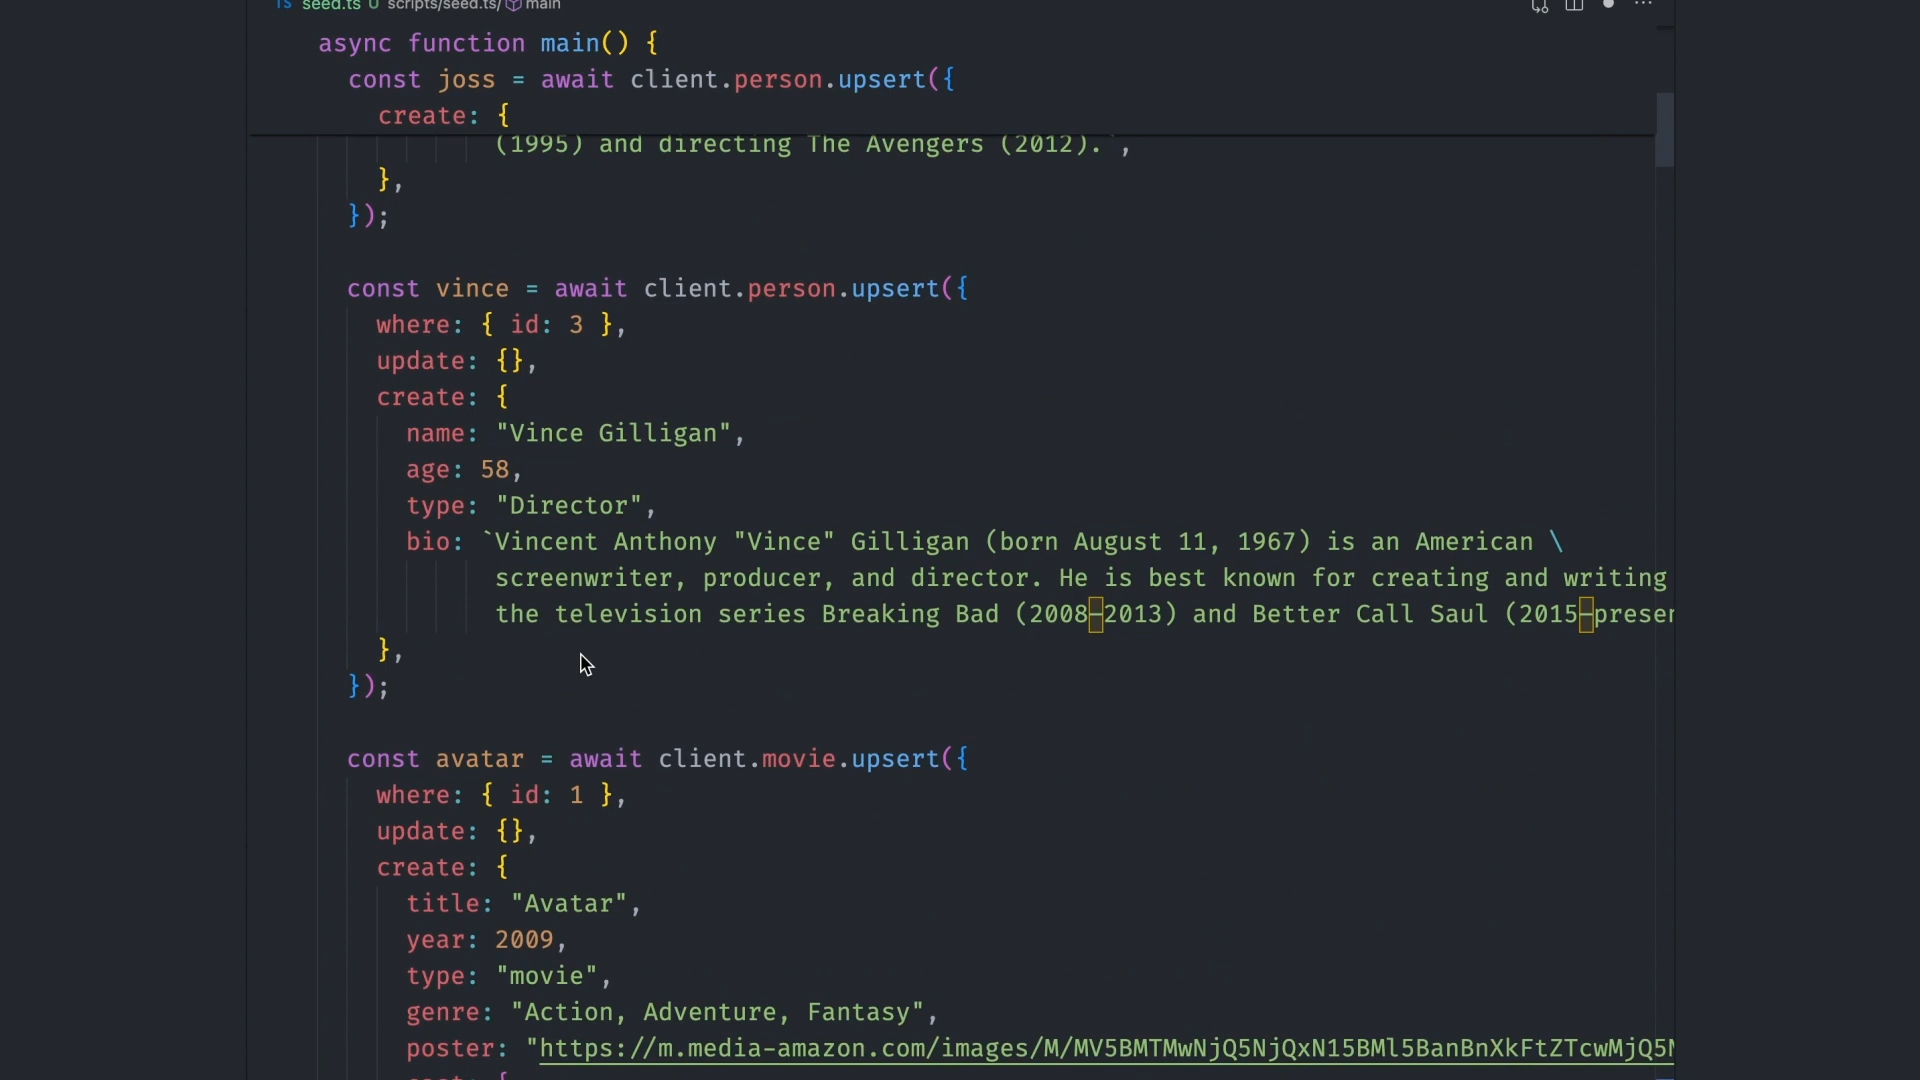 TS seed.ts U scripts/seed.ts/ main
async function main() {
const joss = await client.person.upsert({
create: {
(1995) and directing The Avengers (2012).`,
},
});
const vince = await client.person.upsert({
where: { id: 3 },
update: {},
create: {
name: "Vince Gilligan",
age: 58,
type: "Director",
bio: `Vincent Anthony "Vince" Gilligan (born August 11, 1967) is an American \
screenwriter, producer, and director. He is best known for creating and writing
the television series Breaking Bad (2008–2013) and Better Call Saul (2015–presen
},
});
const avatar = await client.movie.upsert({
where: { id: 1 },
update: {},
create: {
title: "Avatar",
year: 2009,
type: "movie",
genre: "Action, Adventure, Fantasy",
poster: "https://m.media-amazon.com/images/M/MV5BMTMwNjQ5NjQxN15BMl5BanBnXkFtZTcwMjQ5N